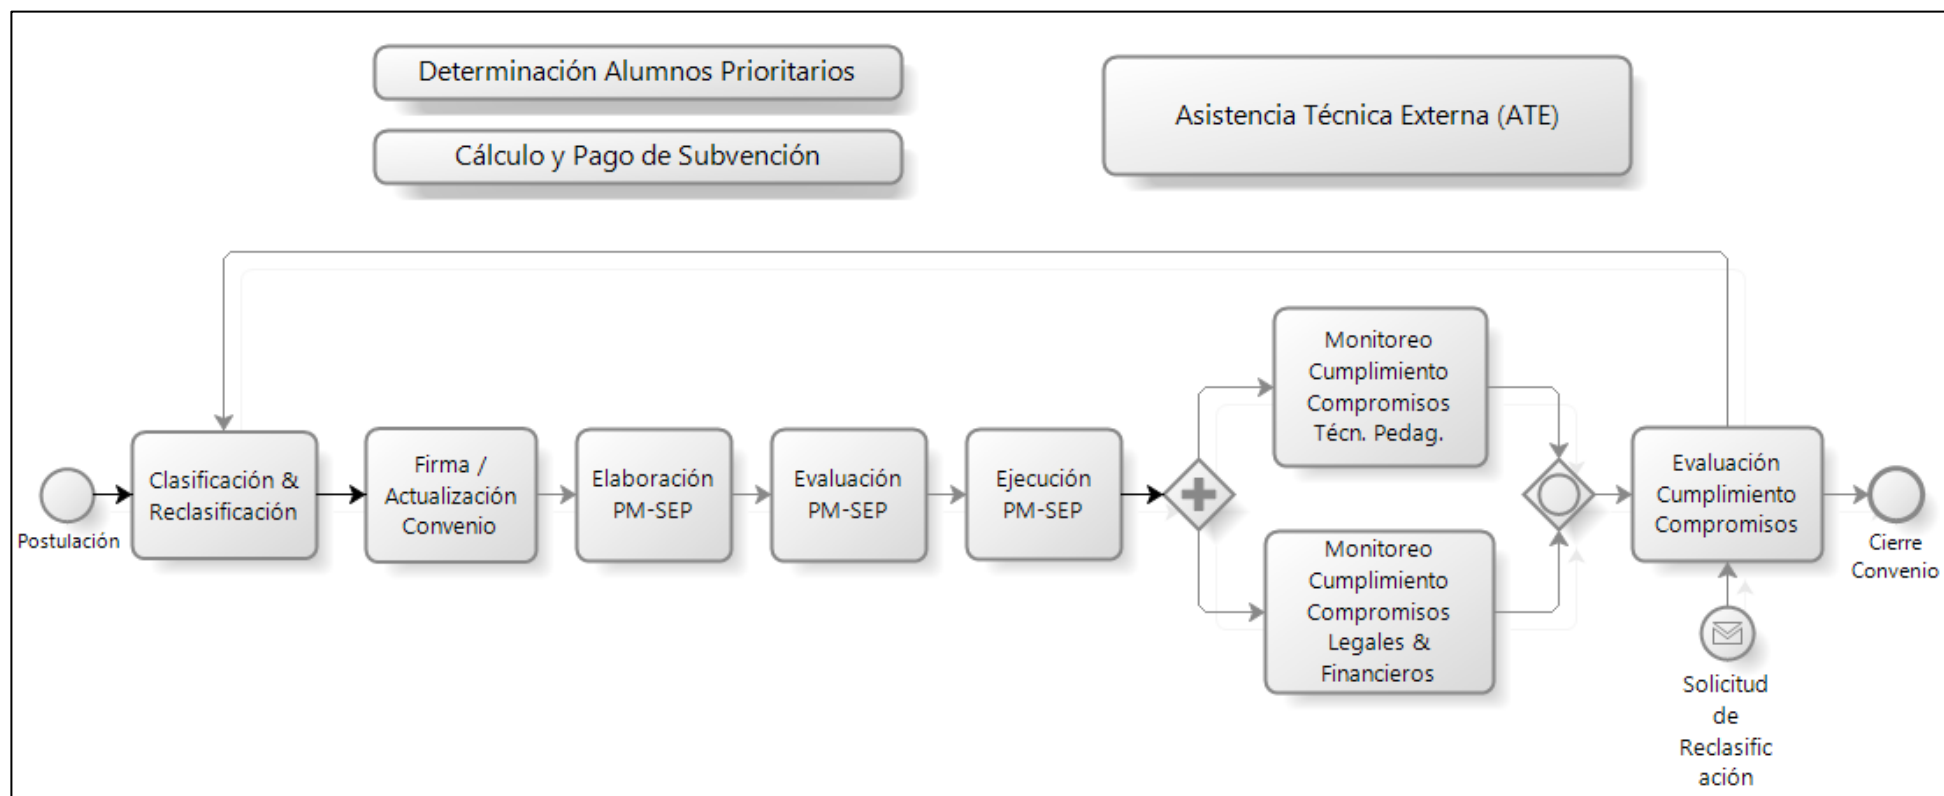 Determinación Alumnos Prioritarios
Asistencia Técnica Externa (ATE)
Cálculo y Pago de Subvención
Postulación
Clasificación &
Reclasificación
Firma /
Actualización
Convenio
Elaboración
PM-SEP
Evaluación
PM-SEP
Ejecución
PM-SEP
Monitoreo
Cumplimiento
Compromisos
Técn. Pedag.
Monitoreo
Cumplimiento
Compromisos
Legales &
Financieros
Evaluación
Cumplimiento
Compromisos
Cierre
Convenio
Solicitud
de
Reclasific
ación